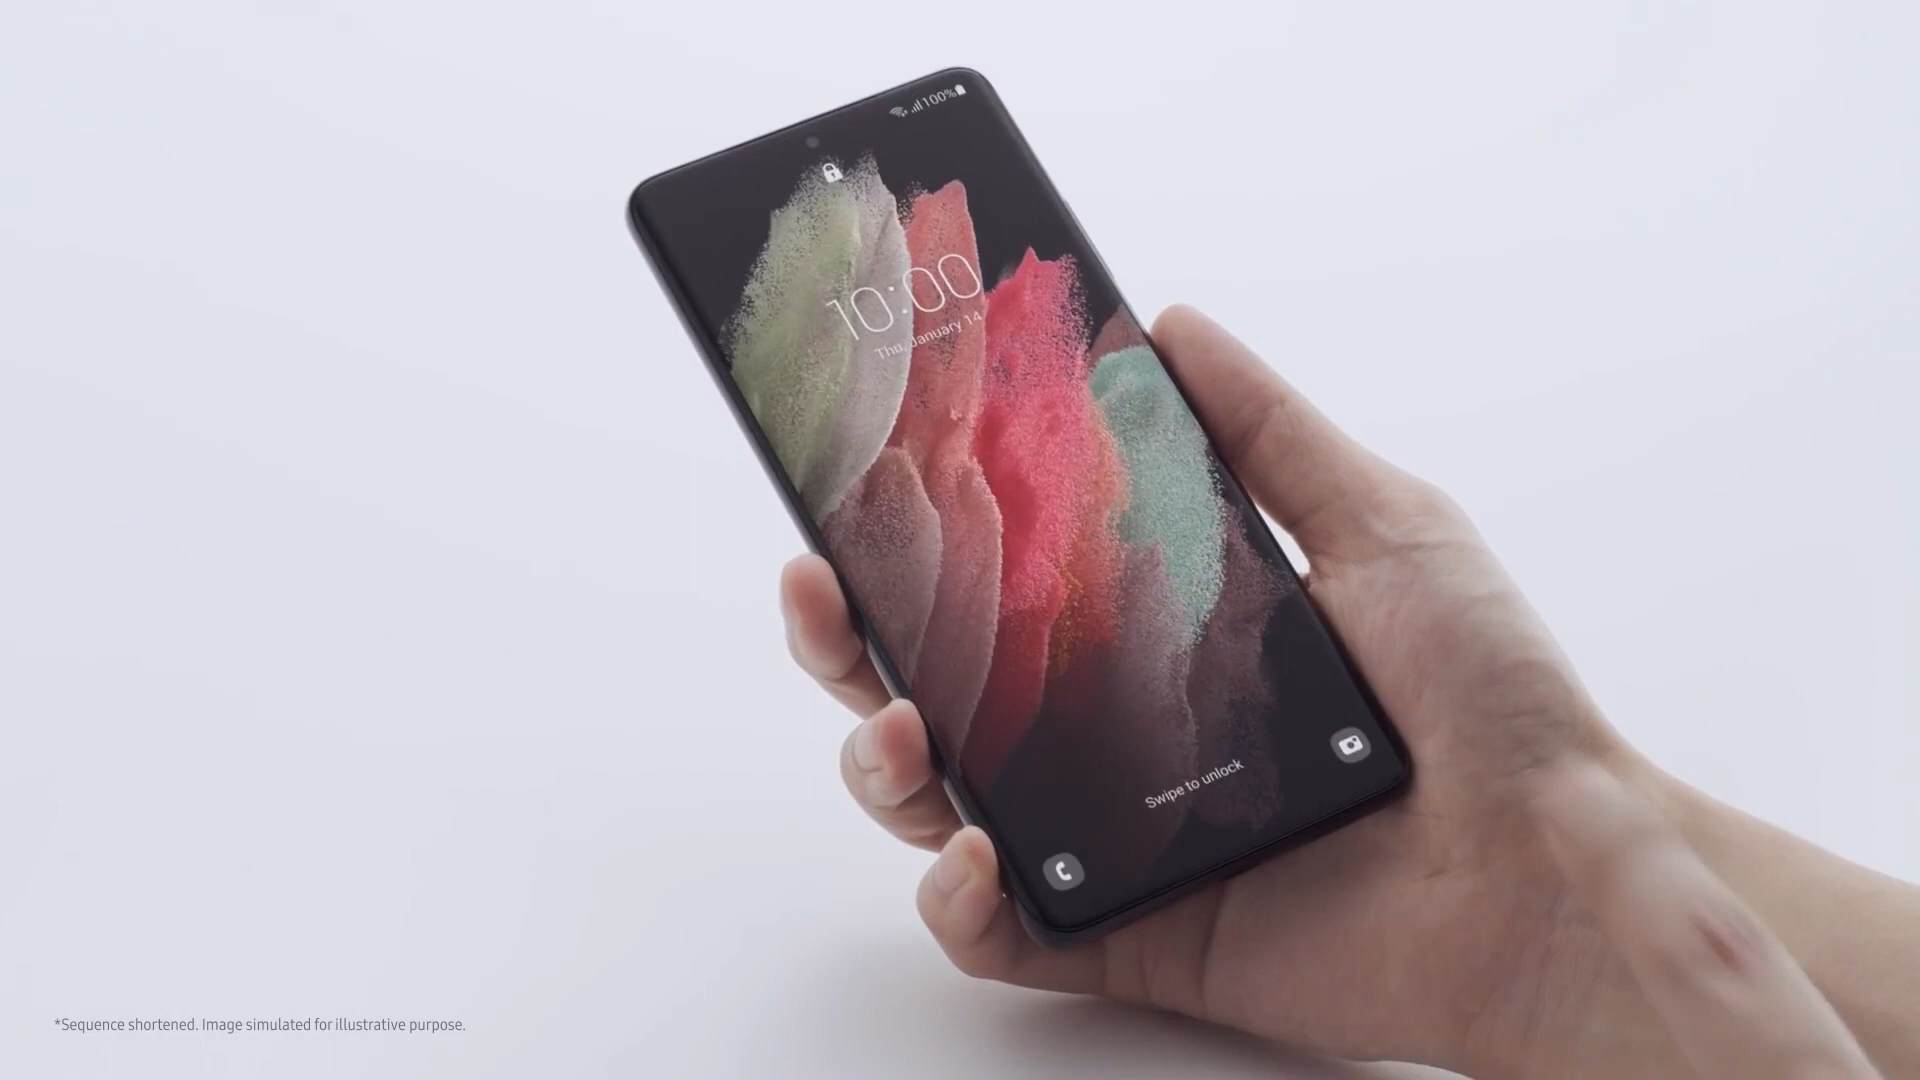 100%
10:00
Thu, January 14
Swipe to unlock
*Sequence shortened. Image simulated for illustrative purpose.